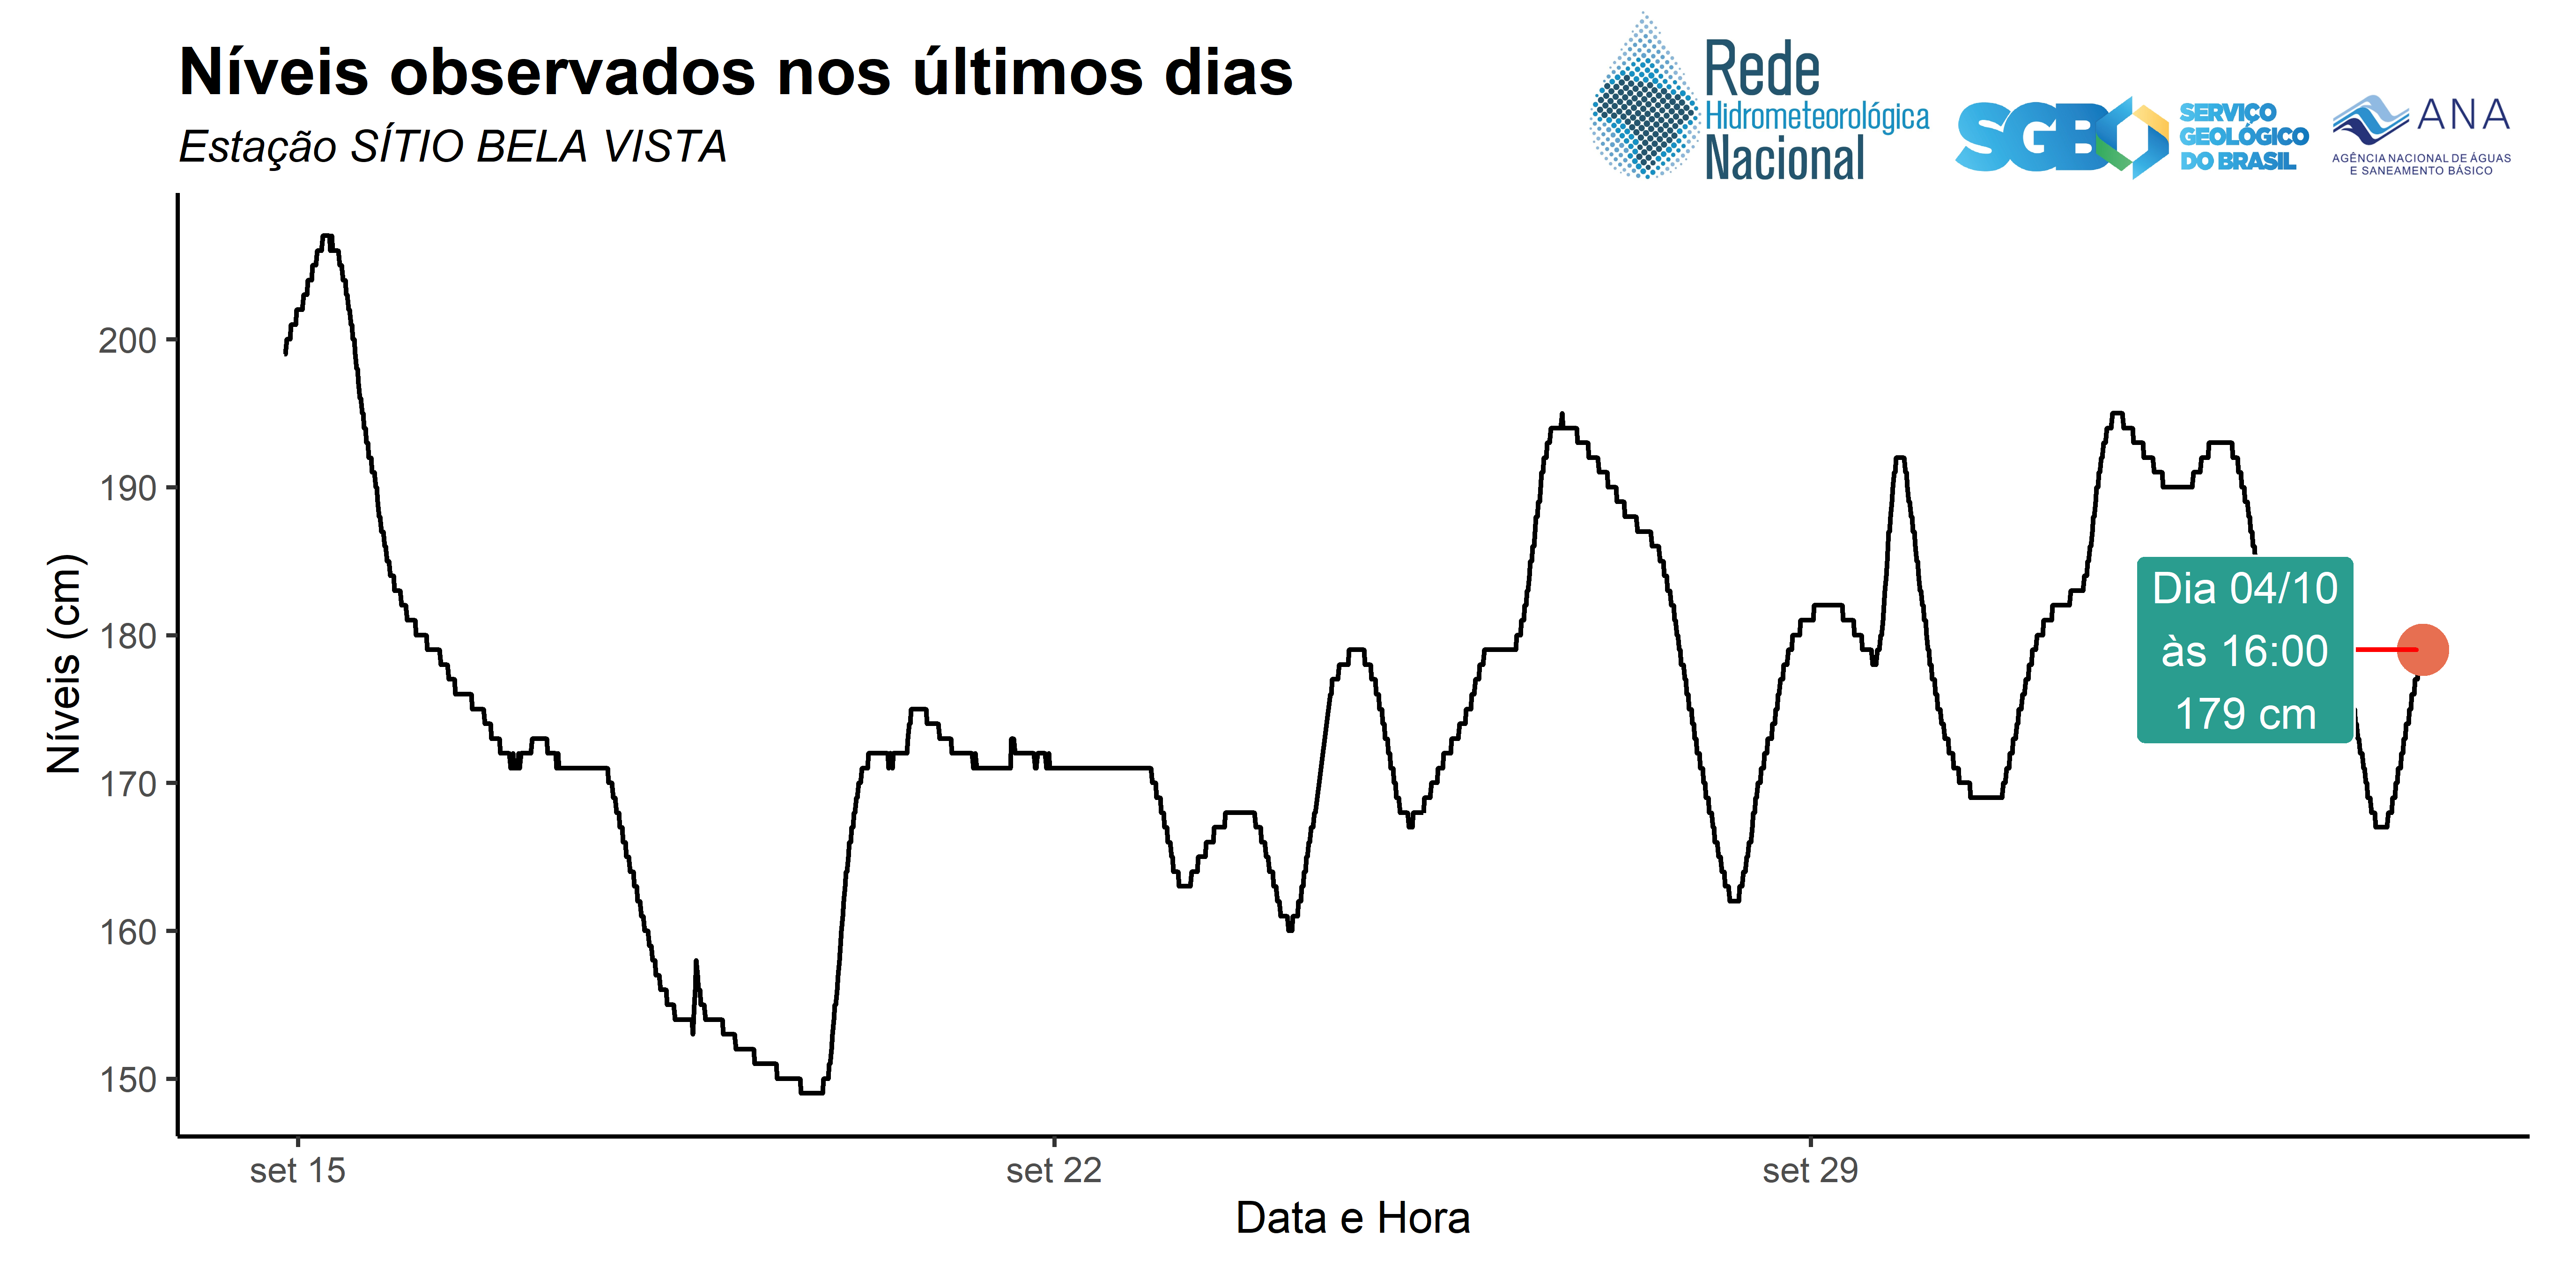 Níveis observados nos últimos dias
Estação SÍTIO BELA VISTA
Rede
Hidrometeorológica
Nacional
SGB
SERVIÇO
GEOLÓGICO
DO BRASIL
ANA
AGÊNCIA NACIONAL DE ÁGUAS
E SANEAMENTO BÁSICO
Níveis (cm)
200
190
180
170
160
150
Dia 04/10
às 16:00
179 cm
set 15
set 22
set 29
Data e Hora